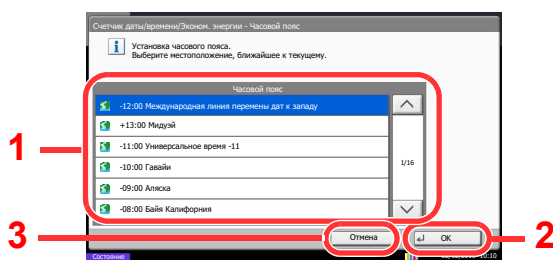 Счетчик даты/времени/Эконом. энергии - Часовой пояс
Установка часового пояса.
Выберите местоположение, ближайшее к текущему.
Часовой пояс
-12:00 Международная линия перемены дат к западу
+13:00 Мидуэй
-11:00 Универсальное время -11
-10:00 Гавайи
-09:00 Аляска
-08:00 Байя Калифорния
1/16
1
Отмена
OK
3
2
Состояние
10:10